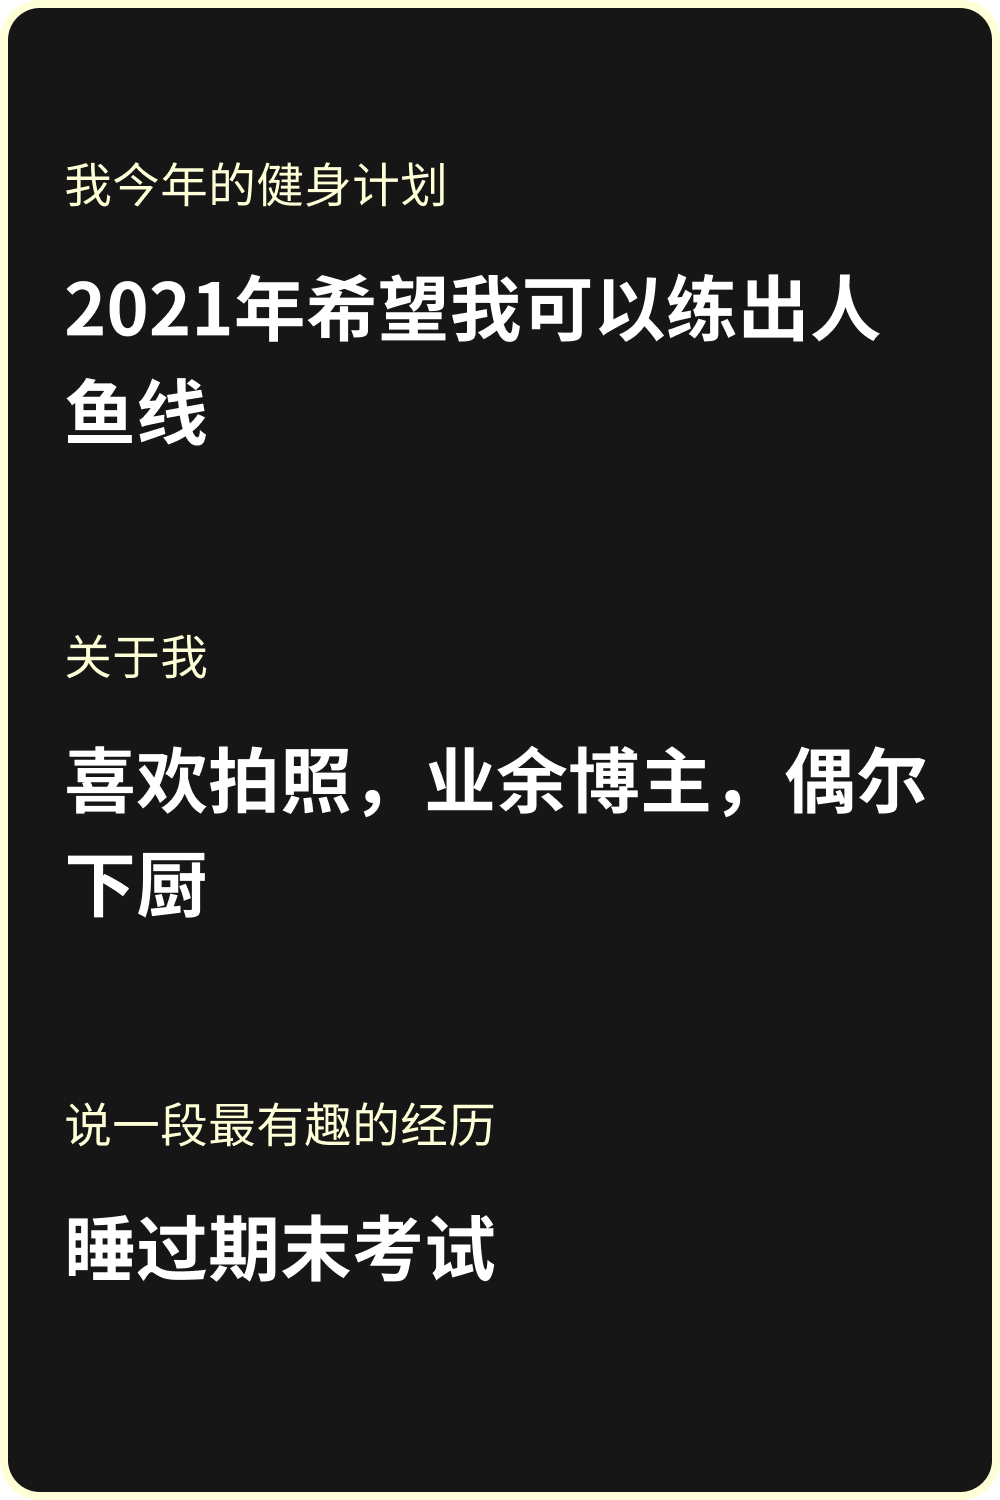 我今年的健身计划
2021年希望我可以练出人
鱼线
关于我
喜欢拍照，业余博主，偶尔
下厨
说一段最有趣的经历
睡过期末考试